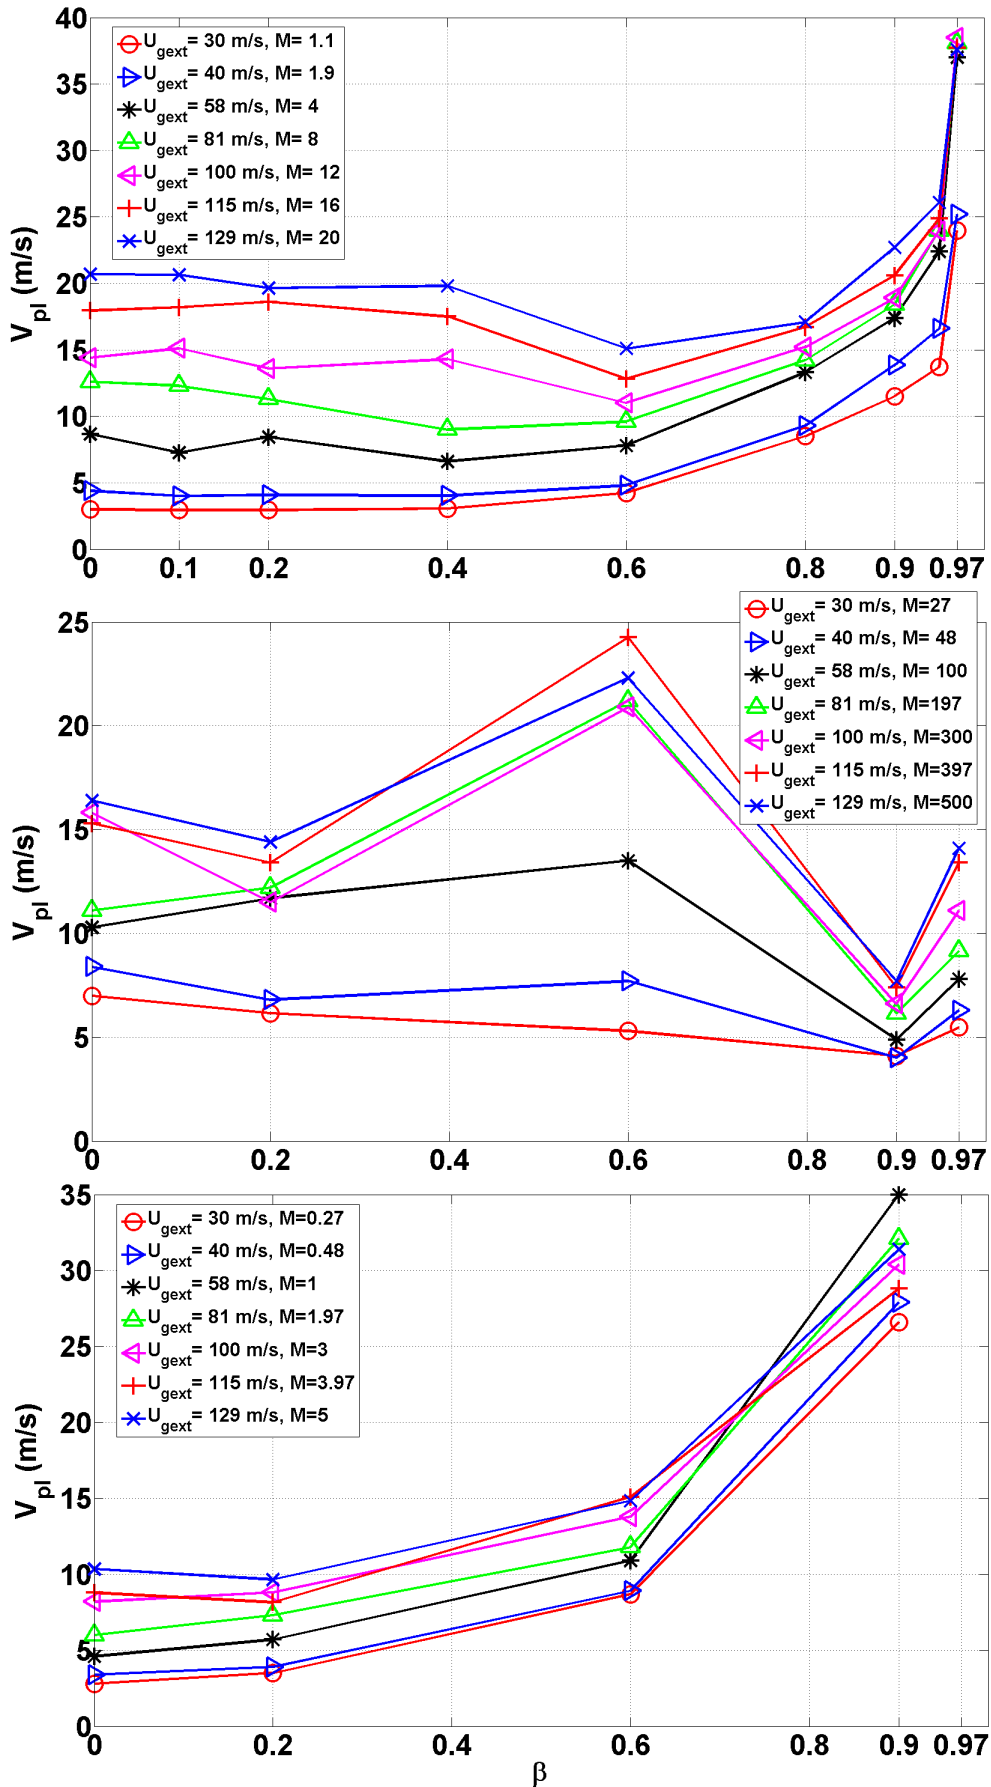 40
35
30
25
20
15
10
5
0
V_pl (m/s)
U_gext= 30 m/s, M= 1.1
U_gext= 40 m/s, M= 1.9
U_gext= 58 m/s, M= 4
U_gext= 81 m/s, M= 8
U_gext= 100 m/s, M= 12
U_gext= 115 m/s, M= 16
U_gext= 129 m/s, M= 20
0 0.1 0.2 0.4 0.6 0.8 0.9 0.97
25
20
15
10
5
0
V_pl (m/s)
U_gext= 30 m/s, M=27
U_gext= 40 m/s, M= 48
U_gext= 58 m/s, M= 100
U_gext= 81 m/s, M=197
U_gext= 100 m/s, M=300
U_gext= 115 m/s, M=397
U_gext= 129 m/s, M=500
0 0.2 0.4 0.6 0.8 0.9 0.97
35
30
25
20
15
10
5
0
V_pl (m/s)
U_gext= 30 m/s, M=0.27
U_gext= 40 m/s, M=0.48
U_gext= 58 m/s, M=1
U_gext= 81 m/s, M=1.97
U_gext= 100 m/s, M=3
U_gext= 115 m/s, M=3.97
U_gext= 129 m/s, M=5
0 0.2 0.4 0.6 0.8 0.9 0.97
β